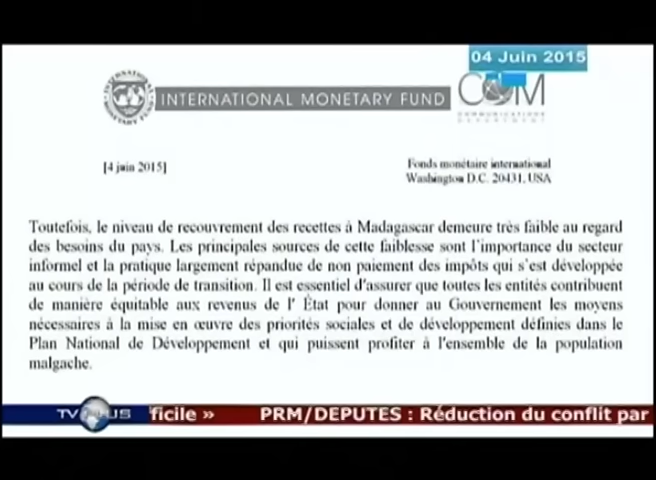 04 Juin 2015
INTERNATIONAL MONETARY FUND
COM
COMMUNICATIONS
DEPARTMENT
[4 juin 2015]
Fonds monétaire international
Washington D.C. 20431, USA
Toutefois, le niveau de recouvrement des recettes à Madagascar demeure très faible au regard
des besoins du pays. Les principales sources de cette faiblesse sont l'importance du secteur
informel et la pratique largement répandue de non paiement des impôts qui s'est développée
au cours de la période de transition. Il est essentiel d'assurer que toutes les entités contribuent
de manière équitable aux revenus de l' État pour donner au Gouvernement les moyens
nécessaires à la mise en œuvre des priorités sociales et de développement définies dans le
Plan National de Développement et qui puissent profiter à l'ensemble de la population
malgache.
TV PLUS ficile » PRM/DEPUTES : Réduction du conflit par